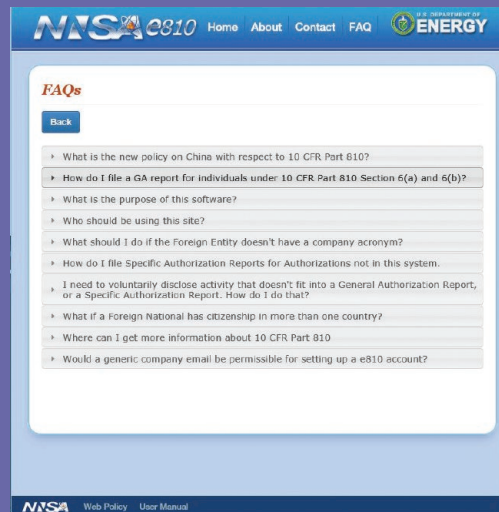 NNSA e810 Home About Contact FAQ U.S. DEPARTMENT OF ENERGY
FAQs
Back
What is the new policy on China with respect to 10 CFR Part 810?
How do I file a GA report for individuals under 10 CFR Part 810 Section 6(a) and 6(b)?
What is the purpose of this software?
Who should be using this site?
What should I do if the Foreign Entity doesn't have a company acronym?
How do I file Specific Authorization Reports for Authorizations not in this system.
I need to voluntarily disclose activity that doesn't fit into a General Authorization Report,
or a Specific Authorization Report. How do I do that?
What if a Foreign National has citizenship in more than one country?
Where can I get more information about 10 CFR Part 810
Would a generic company email be permissible for setting up a e810 account?
NNSA Web Policy User Manual